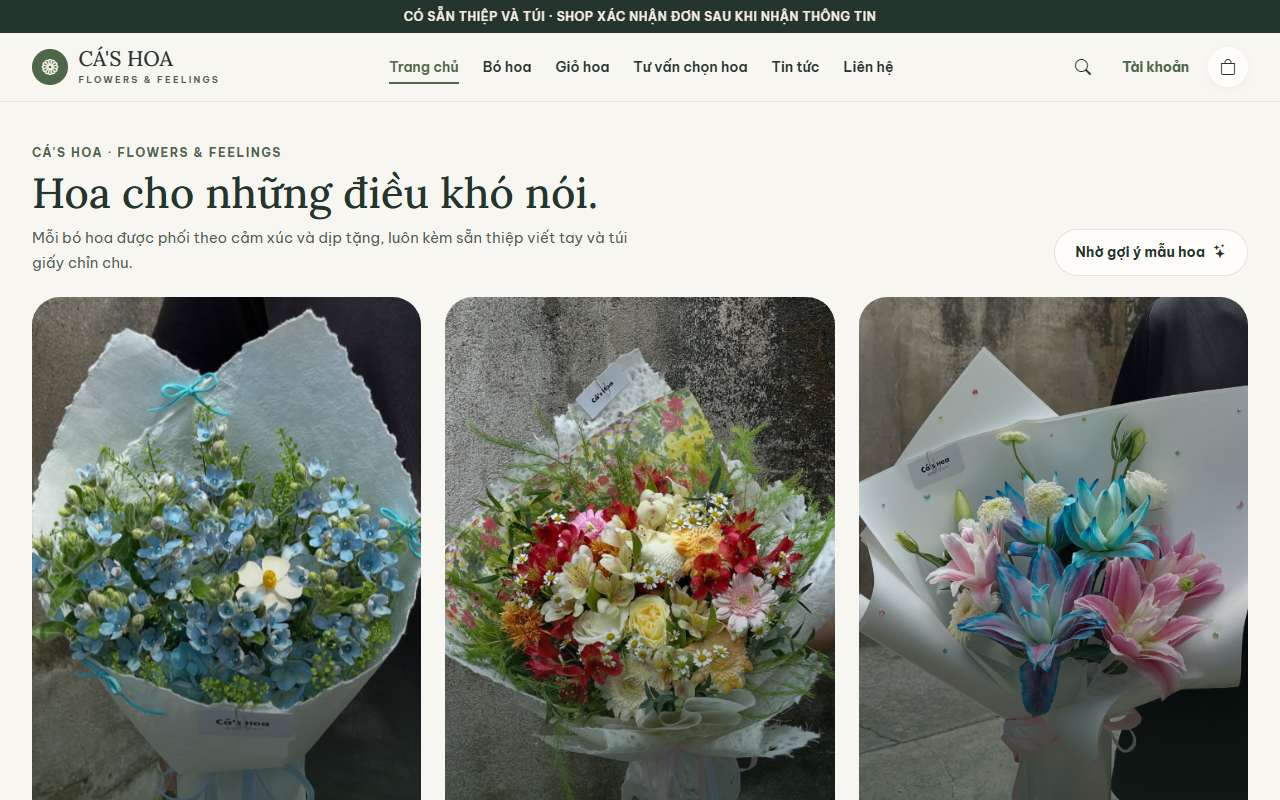 CÓ SẴN THIỆP VÀ TÚI · SHOP XÁC NHẬN ĐƠN SAU KHI NHẬN THÔNG TIN
CÁ'S HOA
FLOWERS & FEELINGS
Trang chủ
Bó hoa
Giỏ hoa
Tư vấn chọn hoa
Tin tức
Liên hệ
Tài khoản
CÁ'S HOA · FLOWERS & FEELINGS
Hoa cho những điều khó nói.
Mỗi bó hoa được phối theo cảm xúc và dịp tặng, luôn kèm sẵn thiệp viết tay và túi
giấy chỉn chu.
Nhờ gợi ý mẫu hoa
Cá's Hoa
Cá's Hoa
Cá's Hoa